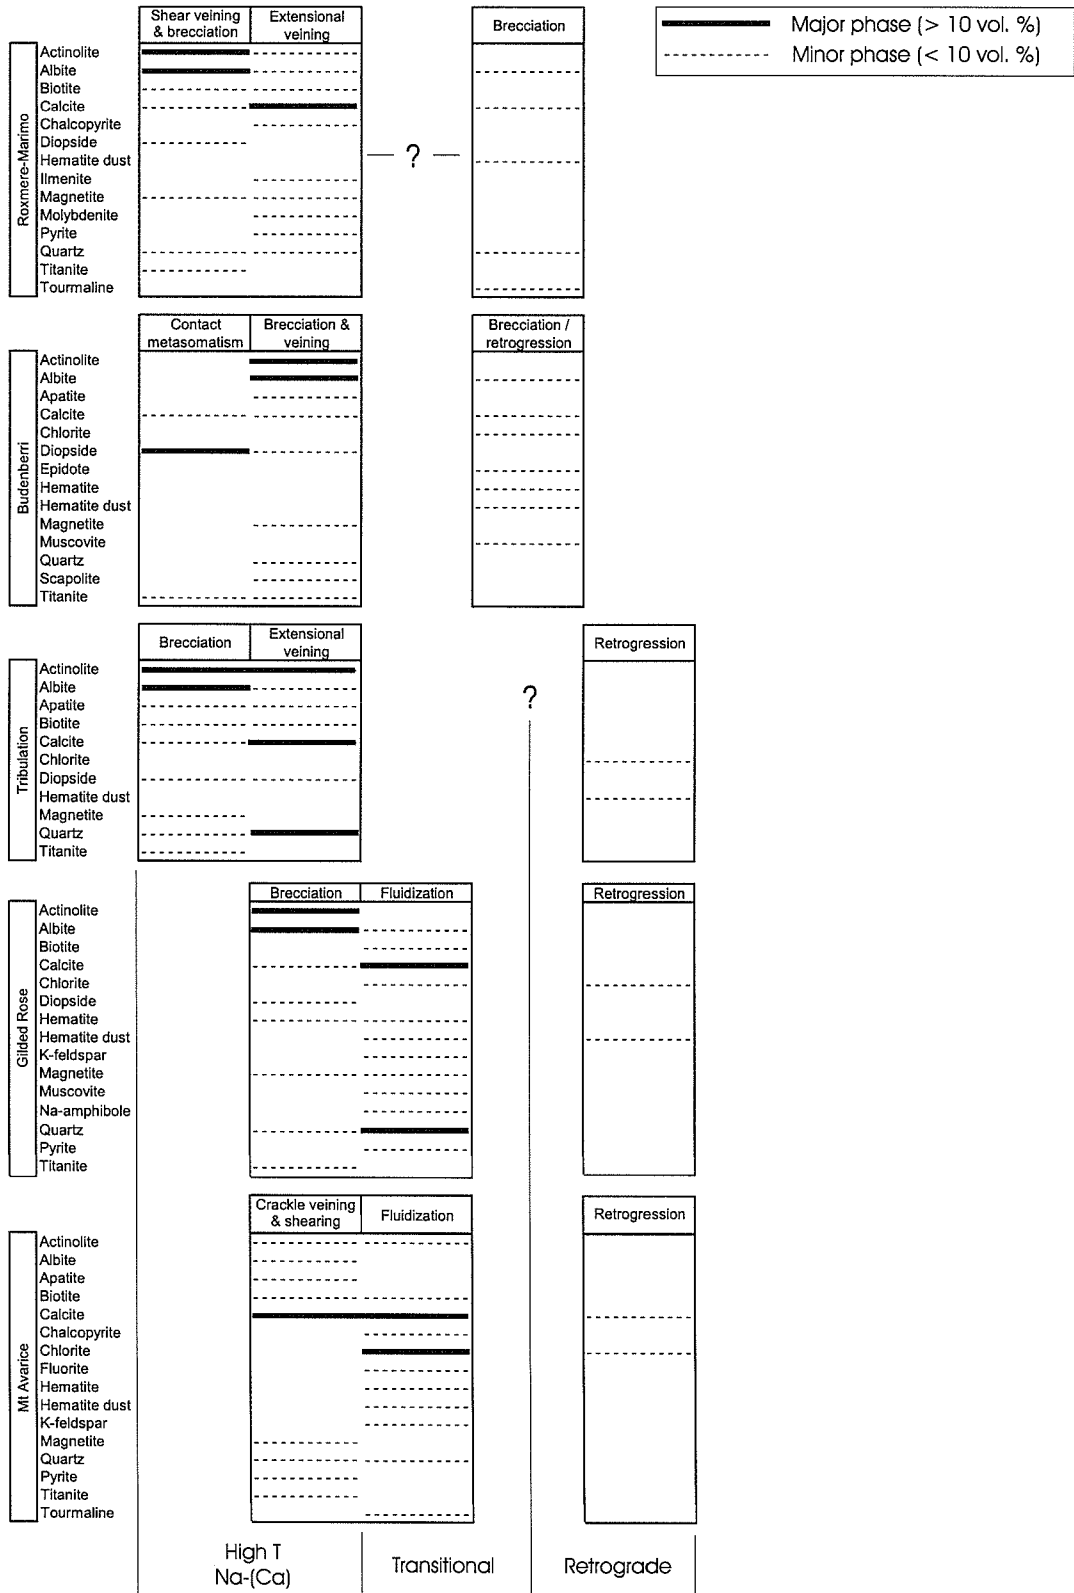 Shear veining & brecciation
Extensional veining
Brecciation
Major phase (> 10 vol. %)
Minor phase (< 10 vol. %)
Roxmere-Marimo
Actinolite
Albite
Biotite
Calcite
Chalcopyrite
Diopside
Hematite dust
Ilmenite
Magnetite
Molybdenite
Pyrite
Quartz
Titanite
Tourmaline
?
Contact metasomatism
Brecciation & veining
Brecciation / retrogression
Budenberri
Actinolite
Albite
Apatite
Calcite
Chlorite
Diopside
Epidote
Hematite
Hematite dust
Magnetite
Muscovite
Quartz
Scapolite
Titanite
Brecciation
Extensional veining
Retrogression
Tribulation
Actinolite
Albite
Apatite
Biotite
Calcite
Chlorite
Diopside
Hematite dust
Magnetite
Quartz
Titanite
?
Brecciation
Fluidization
Retrogression
Gilded Rose
Actinolite
Albite
Biotite
Calcite
Chlorite
Diopside
Hematite
Hematite dust
K-feldspar
Magnetite
Muscovite
Na-amphibole
Quartz
Pyrite
Titanite
Crackle veining & shearing
Fluidization
Retrogression
Mt Avarice
Actinolite
Albite
Apatite
Biotite
Calcite
Chalcopyrite
Chlorite
Fluorite
Hematite
Hematite dust
K-feldspar
Magnetite
Quartz
Pyrite
Titanite
Tourmaline
High T
Na-(Ca)
Transitional
Retrograde